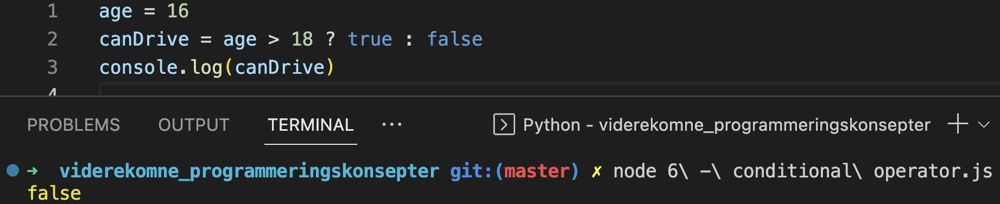 1 age = 16
2 canDrive = age > 18 ? true : false
3 console.log(canDrive)
4
PROBLEMS OUTPUT TERMINAL ··· Python - viderekomne_programmeringskonsepter
→ viderekomne_programmeringskonsepter git:(master) ✗ node 6\ -\ conditional\ operator.js
false